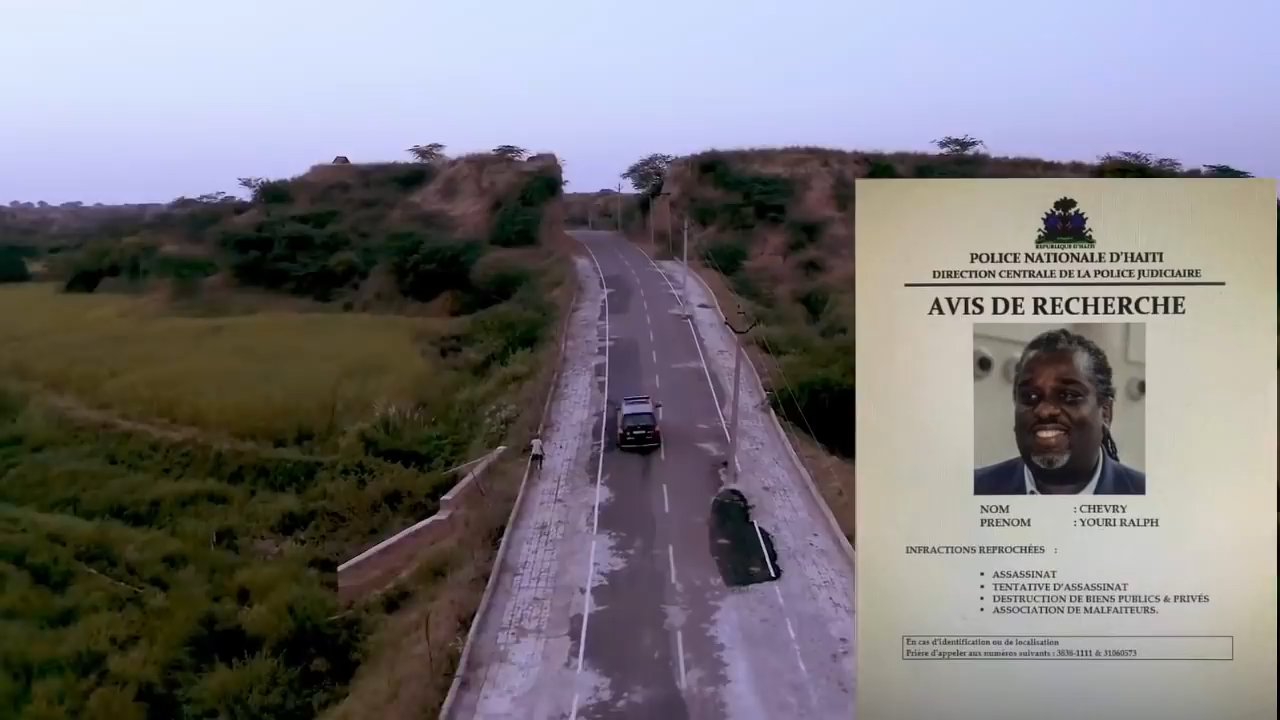 REPUBLIQUE D'HAITI
POLICE NATIONALE D'HAITI
DIRECTION CENTRALE DE LA POLICE JUDICIAIRE
AVIS DE RECHERCHE
NOM : CHEVRY
PRENOM : YOURI RALPH
INFRACTIONS REPROCHÉES :
• ASSASSINAT
• TENTATIVE D'ASSASSINAT
• DESTRUCTION DE BIENS PUBLICS & PRIVÉS
• ASSOCIATION DE MALFAITEURS.
En cas d'identification ou de localisation
Prière d'appeler aux numéros suivants : 3838-1111 & 31060573